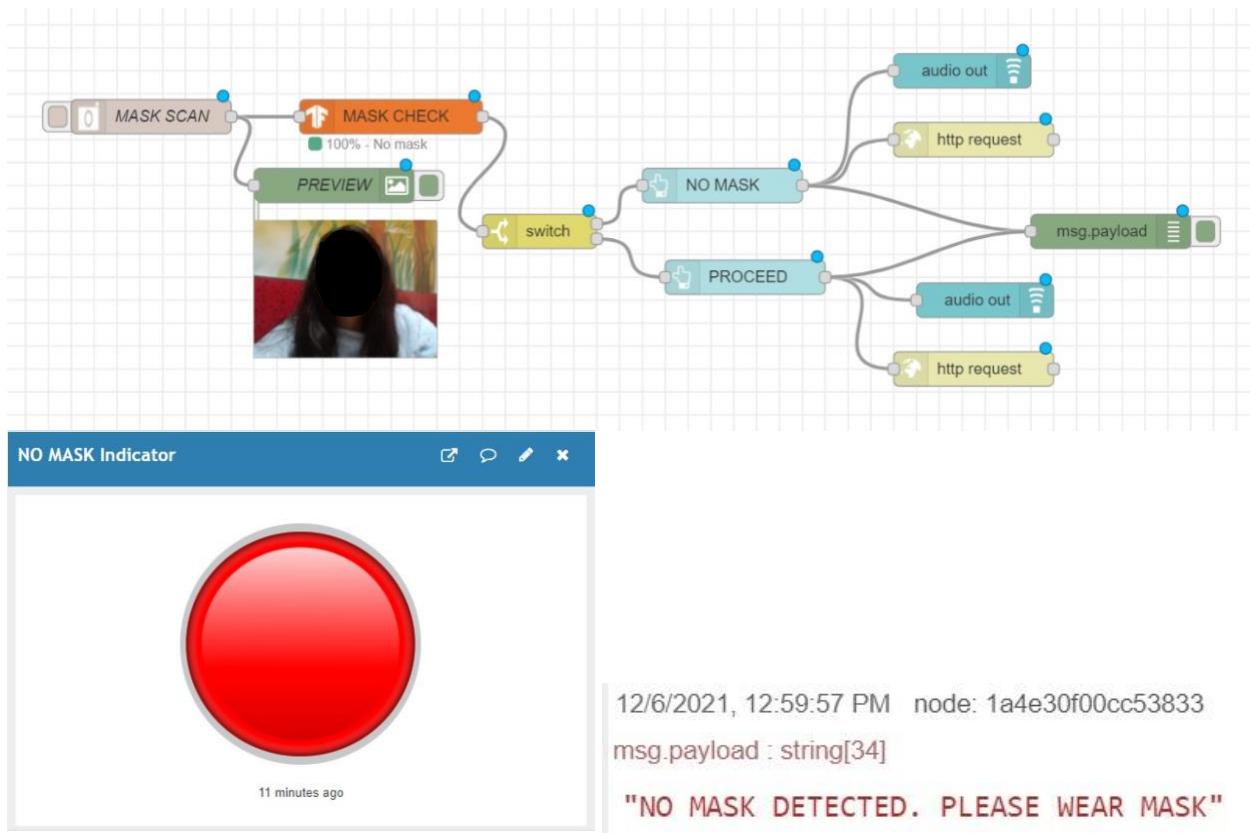 audio out
MASK SCAN
MASK CHECK
http request
100% - No mask
PREVIEW
NO MASK
switch
msg.payload
PROCEED
audio out
http request
NO MASK Indicator
11 minutes ago
12/6/2021, 12:59:57 PM node: 1a4e30f00cc53833
msg.payload : string[34]
"NO MASK DETECTED. PLEASE WEAR MASK"